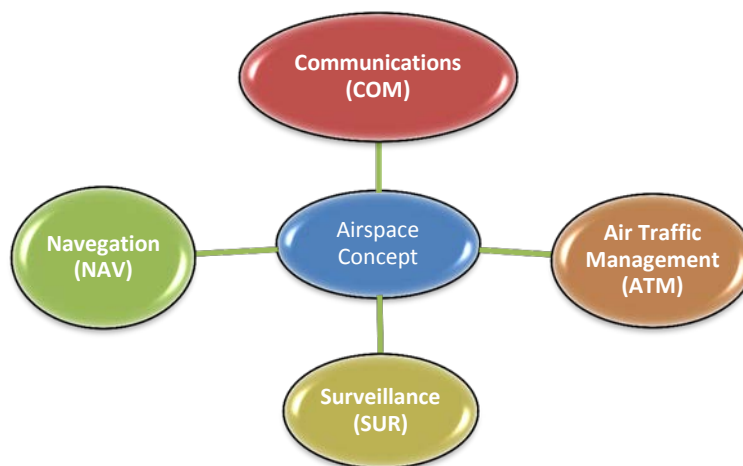 Communications
(COM)
Navegation
(NAV)
Airspace
Concept
Air Traffic
Management
(ATM)
Surveillance
(SUR)